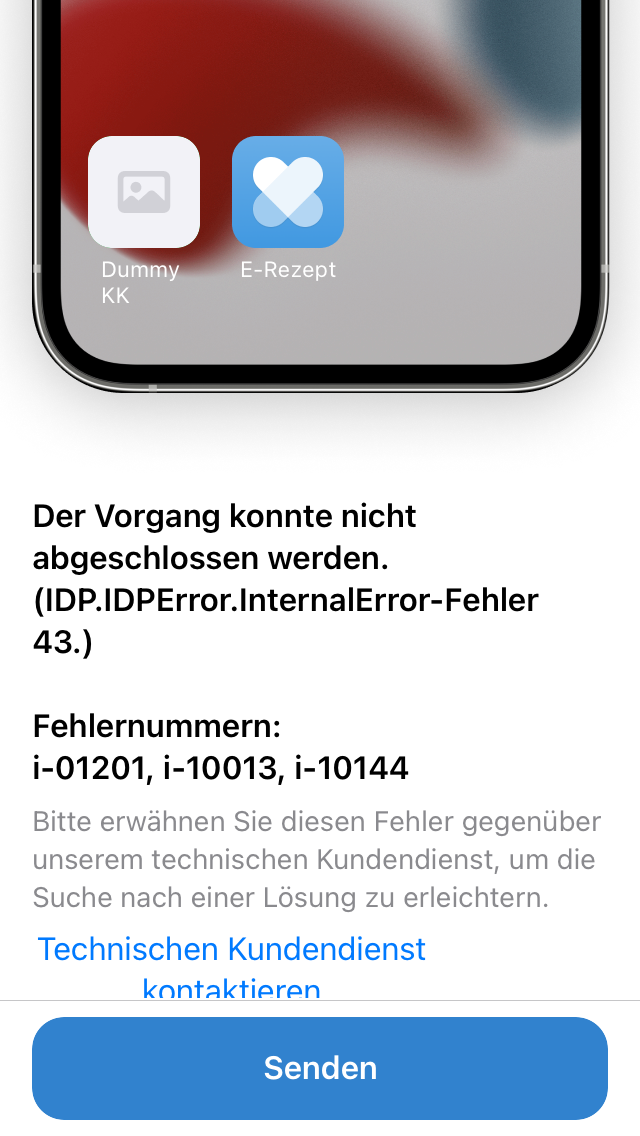 Dummy E-Rezept
KK
Der Vorgang konnte nicht
abgeschlossen werden.
(IDP.IDPError.InternalError-Fehler
43.)
Fehlernummern:
i-01201, i-10013, i-10144
Bitte erwähnen Sie diesen Fehler gegenüber
unserem technischen Kundendienst, um die
Suche nach einer Lösung zu erleichtern.
Technischen Kundendienst
kontaktieren
Senden